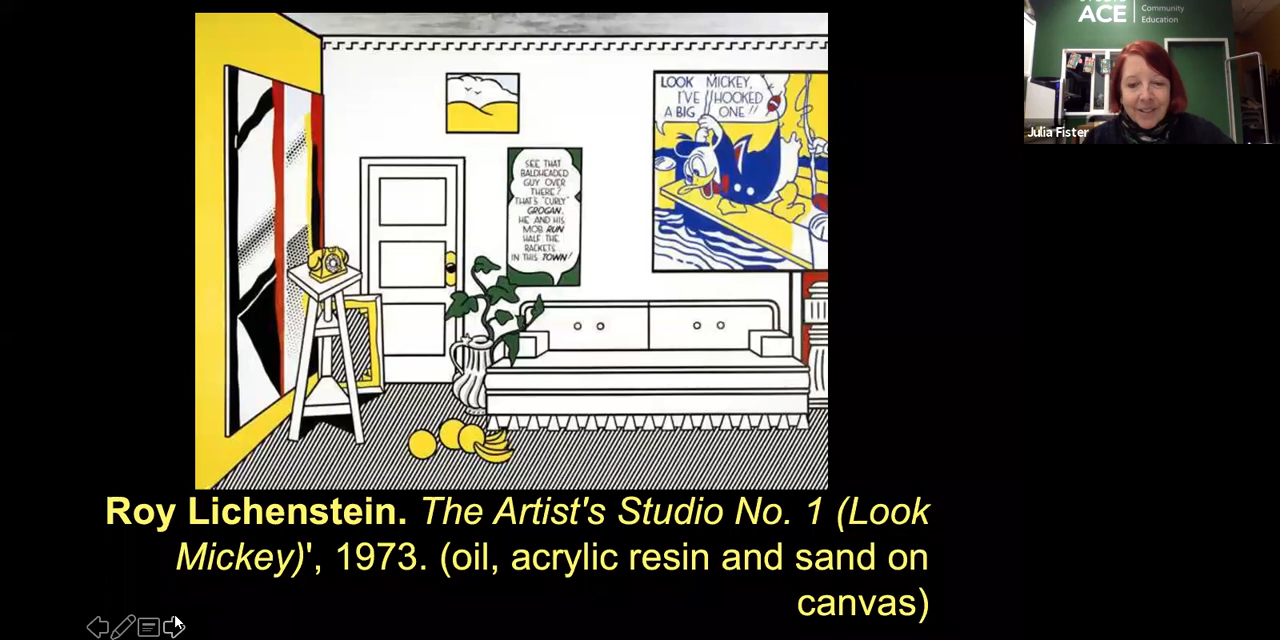 LOOK MICKEY,
I'VE HOOKED
A BIG ONE!!
SEE THAT
BALDHEADED
GUY OVER
THERE?
THAT'S "CURLY"
GROGAN.
HE AND HIS
MOB RUN
HALF THE
RACKETS
IN THIS TOWN!
Roy Lichenstein. The Artist's Studio No. 1 (Look
Mickey)', 1973. (oil, acrylic resin and sand on
canvas)
ACE
Community
Education
Julia Fister